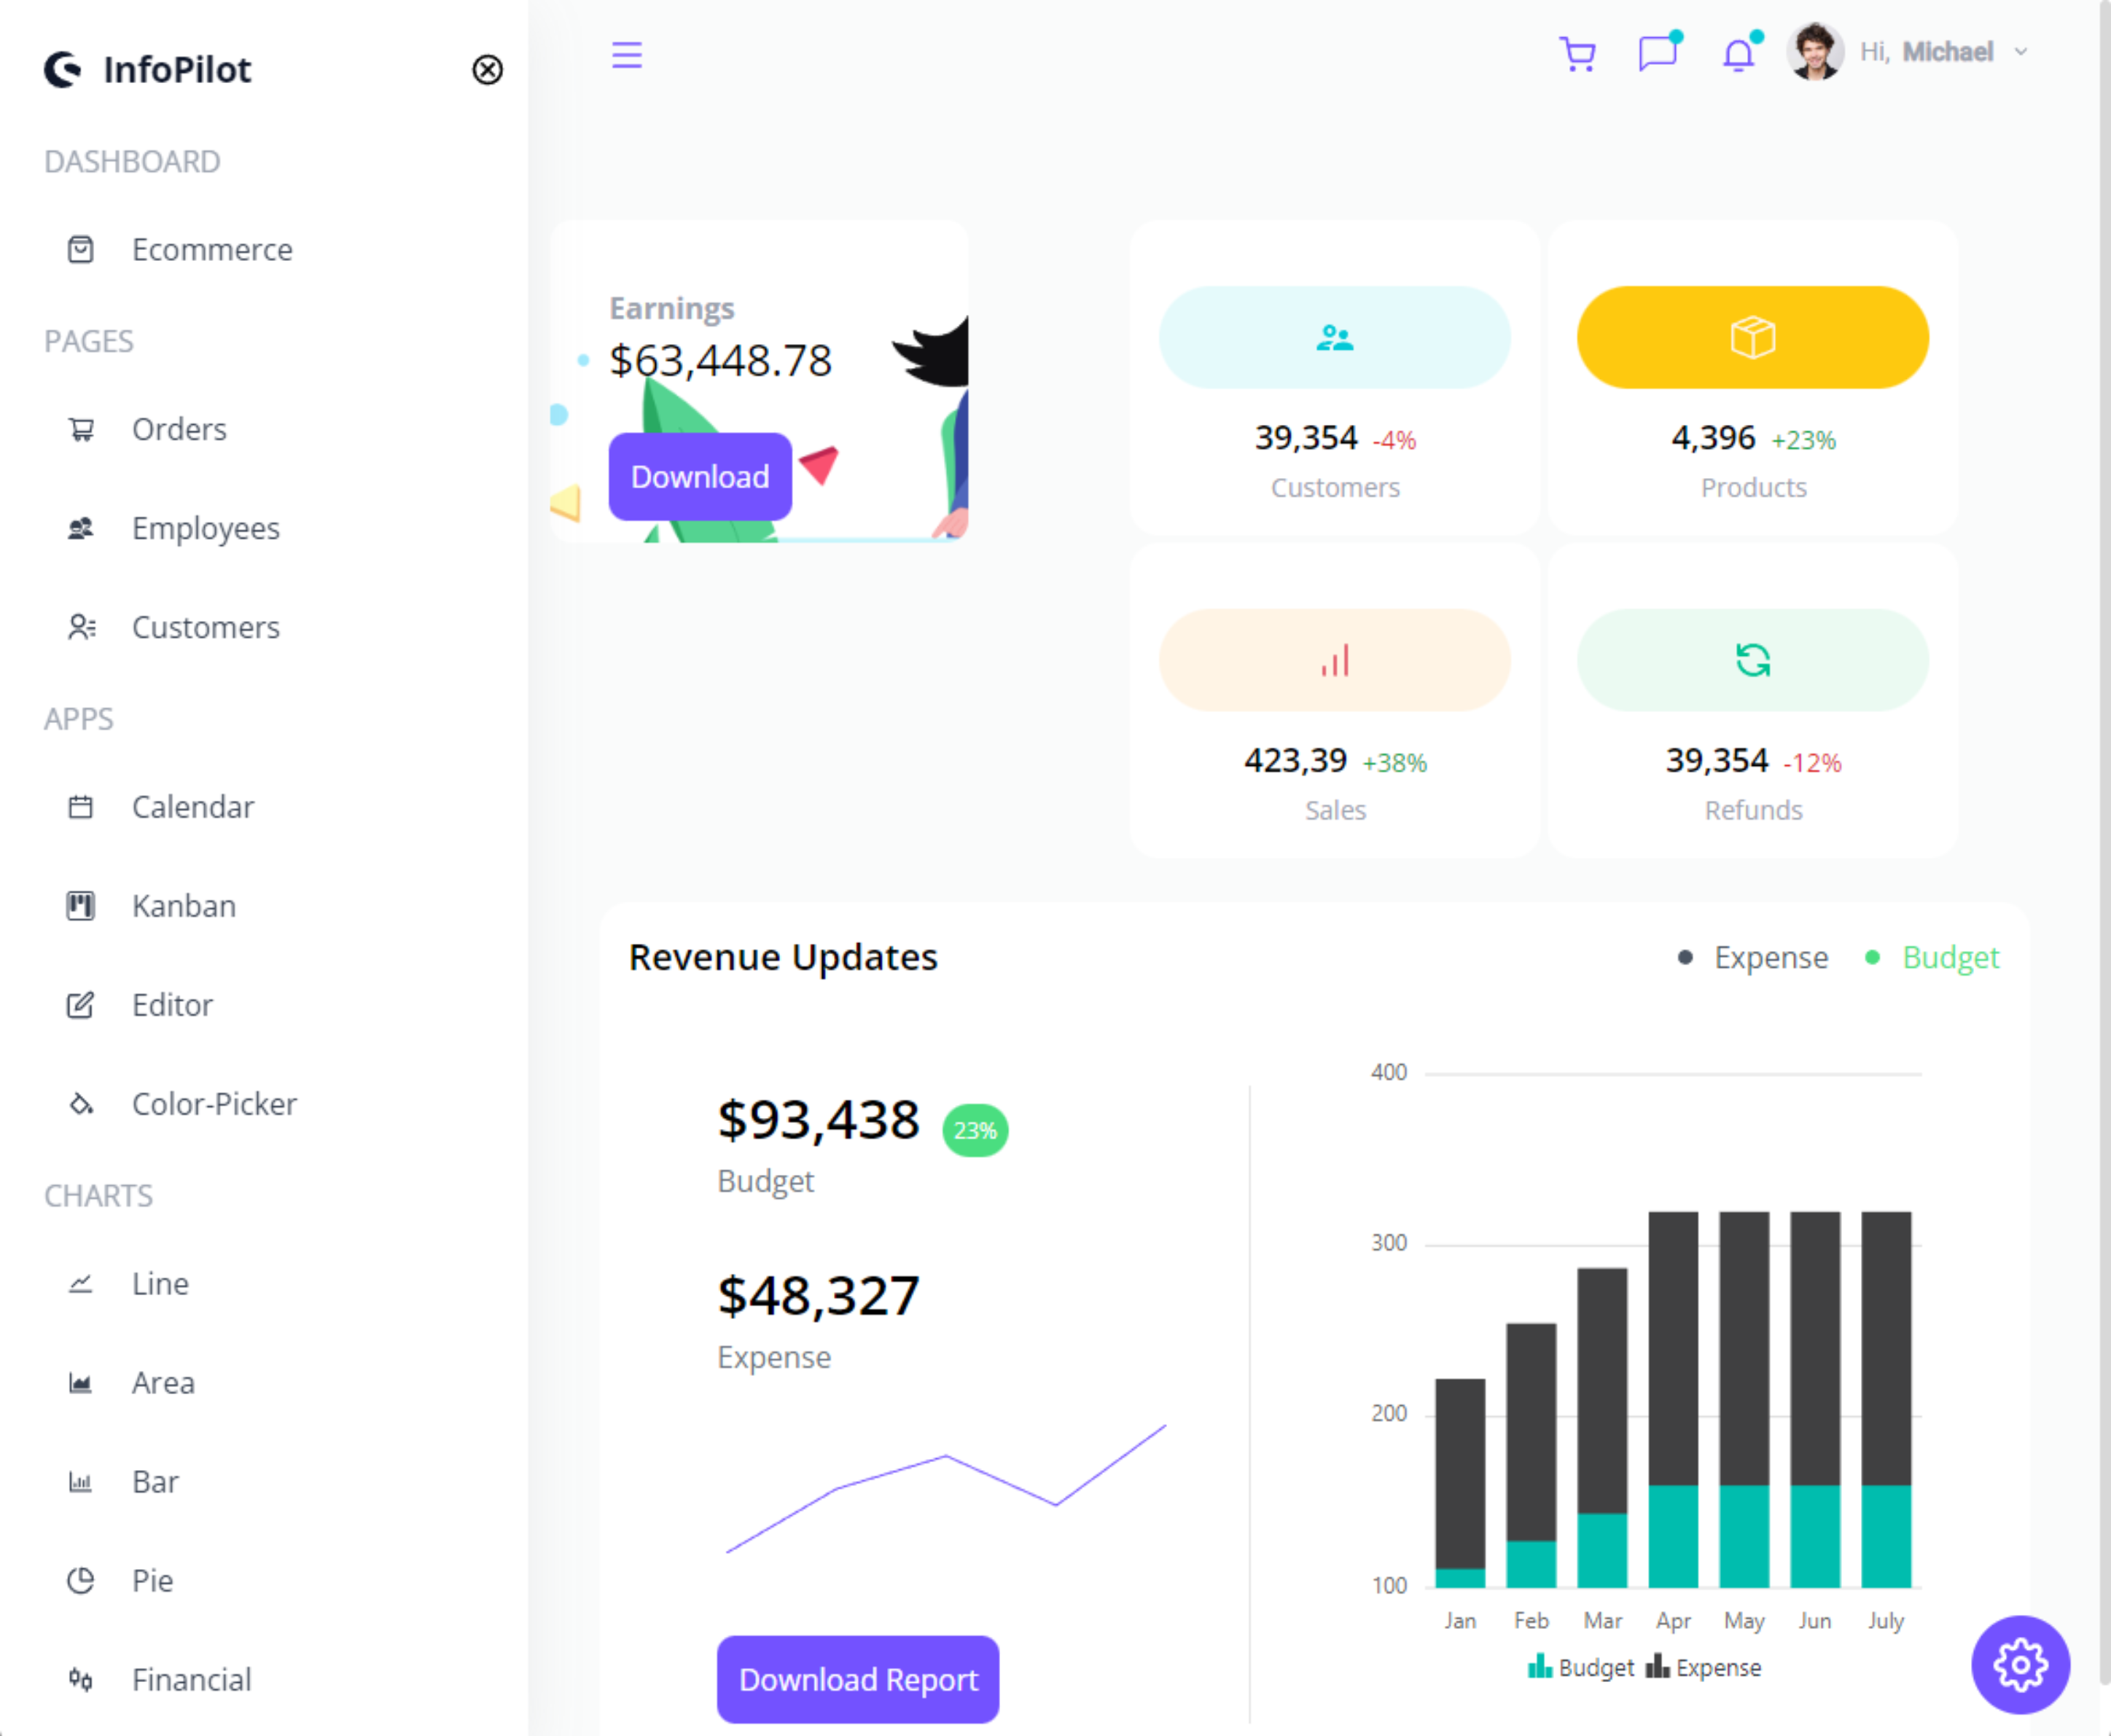 InfoPilot
DASHBOARD
Ecommerce
PAGES
Orders
Employees
Customers
APPS
Calendar
Kanban
Editor
Color-Picker
CHARTS
Line
Area
Bar
Pie
Financial
Hi, Michael
Earnings
$63,448.78
Download
39,354 -4%
Customers
4,396 +23%
Products
423,39 +38%
Sales
39,354 -12%
Refunds
Revenue Updates
Expense Budget
$93,438 23%
Budget
$48,327
Expense
Download Report
400
300
200
100
Jan Feb Mar Apr May Jun July
Budget Expense